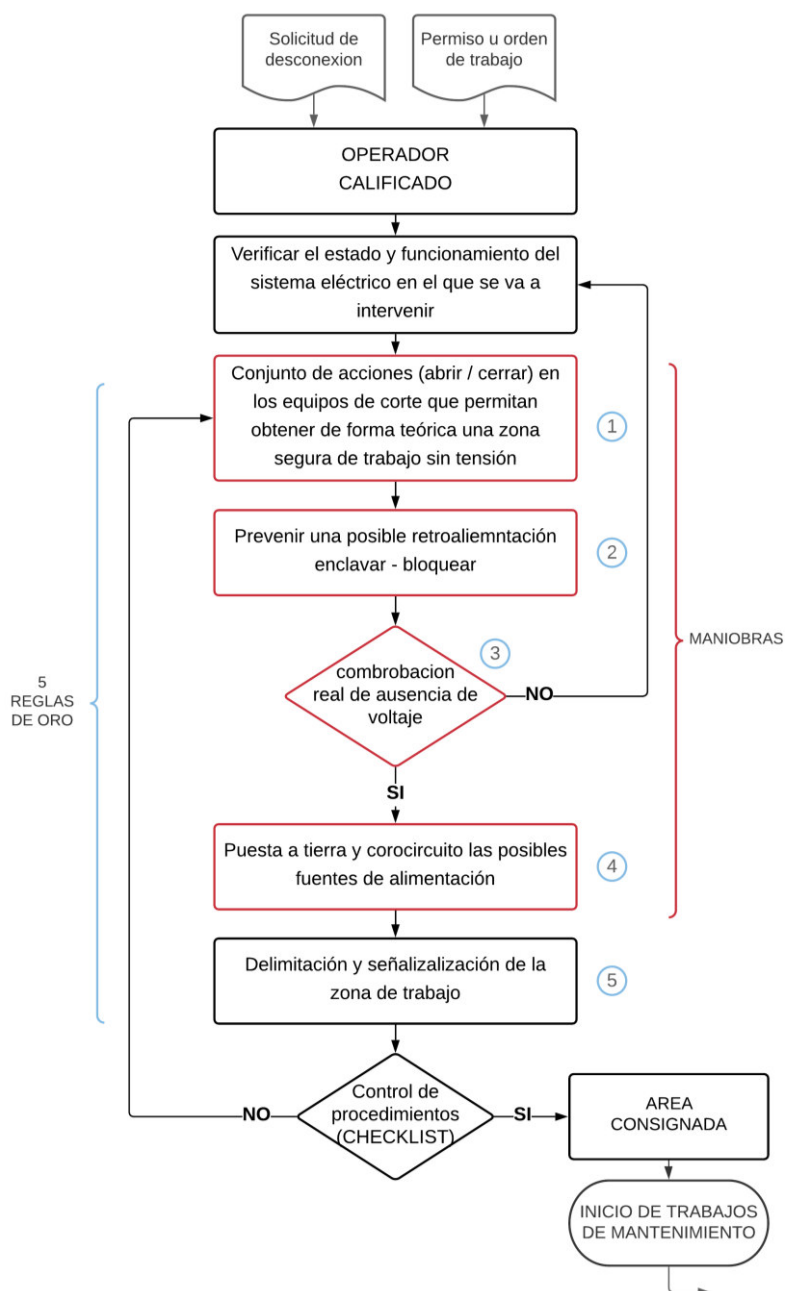 Solicitud de
desconexion
Permiso u orden
de trabajo
OPERADOR
CALIFICADO
Verificar el estado y funcionamiento del
sistema eléctrico en el que se va a
intervenir
Conjunto de acciones (abrir / cerrar) en
los equipos de corte que permitan
obtener de forma teórica una zona
segura de trabajo sin tensión
1
Prevenir una posible retroaliemntación
enclavar - bloquear
2
3
combrobacion
real de ausencia de
voltaje
NO
MANIOBRAS
5
REGLAS
DE ORO
SI
Puesta a tierra y corocircuito las posibles
fuentes de alimentación
4
Delimitación y señalizalización de la
zona de trabajo
5
Control de
procedimientos
(CHECKLIST)
NO
SI
AREA
CONSIGNADA
INICIO DE TRABAJOS
DE MANTENIMIENTO